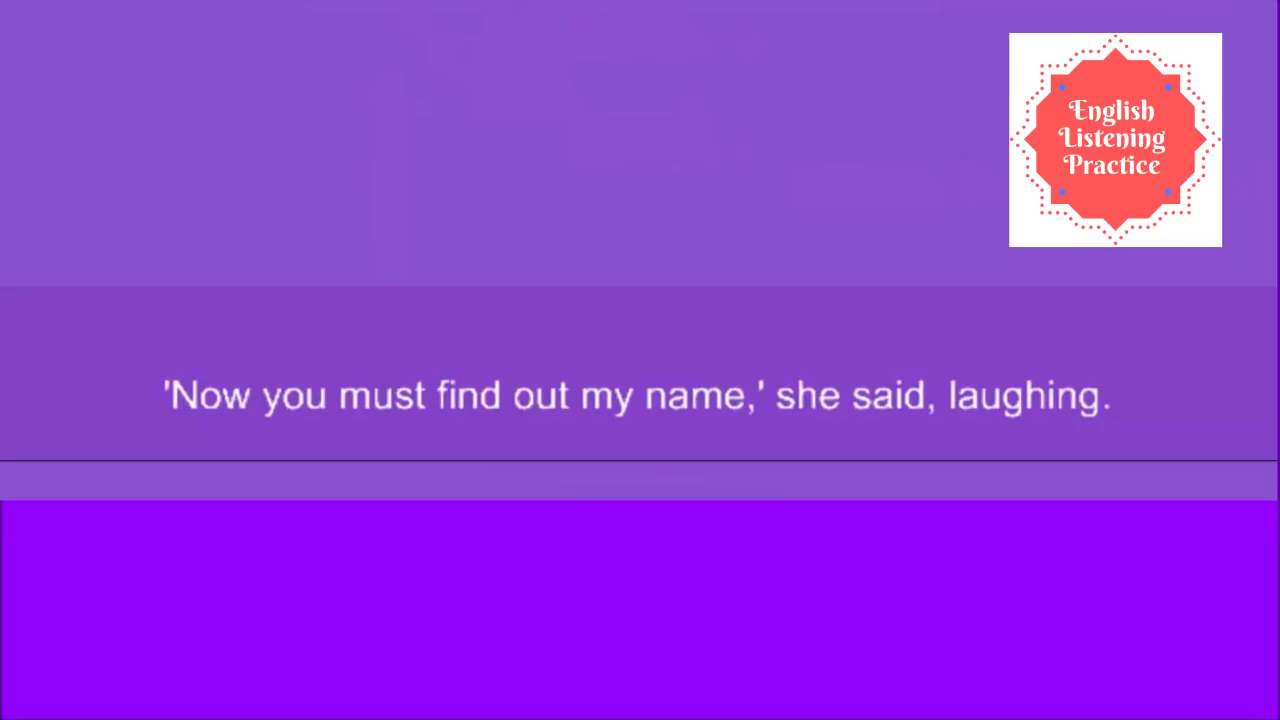 English
Listening
Practice
'Now you must find out my name,' she said, laughing.